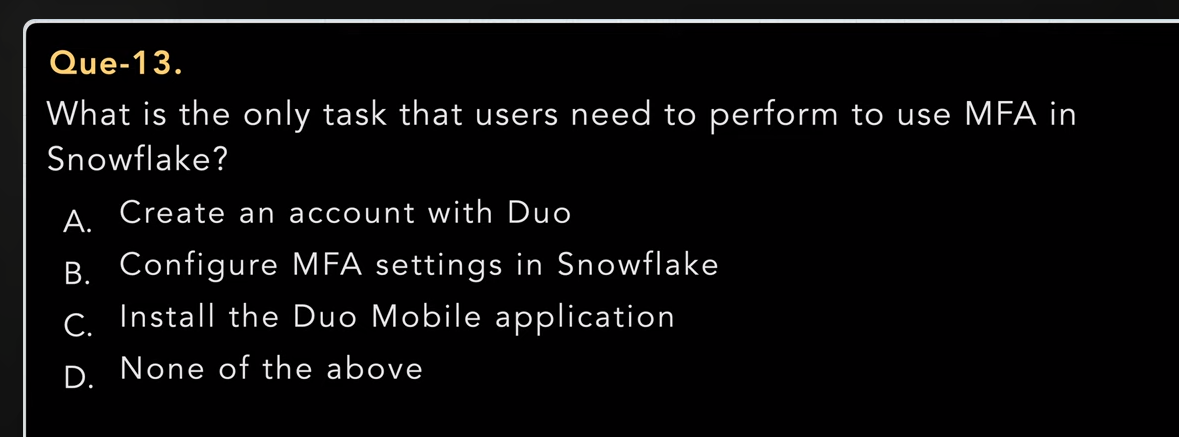 Que-13.
What is the only task that users need to perform to use MFA in
Snowflake?
A. Create an account with Duo
B. Configure MFA settings in Snowflake
C. Install the Duo Mobile application
D. None of the above